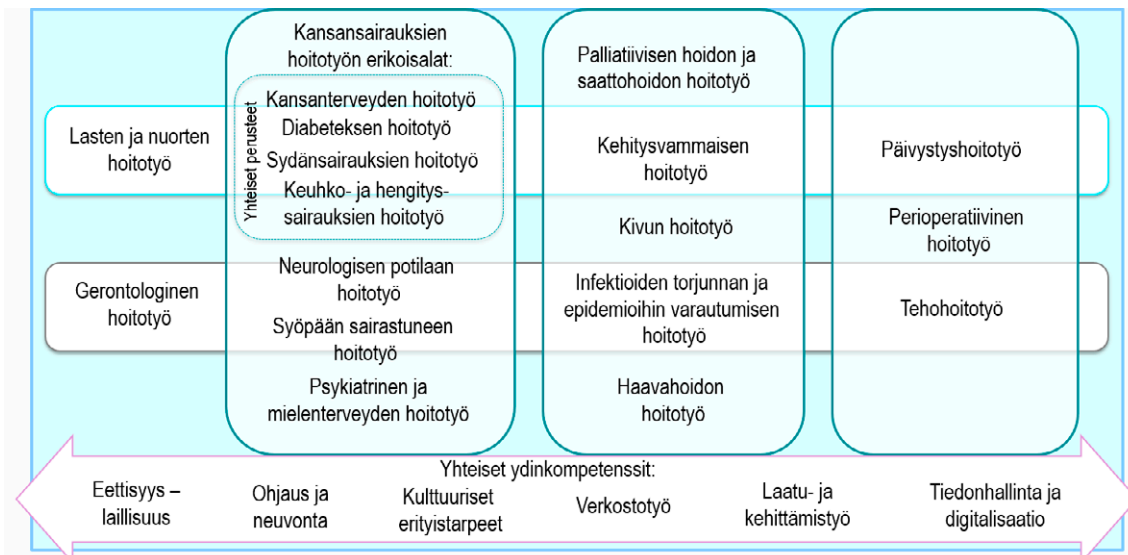 Kansansairauksien
hoitotyön erikoisalat:
Yhteiset perusteet
Kansanterveyden hoitotyö
Diabeteksen hoitotyö
Sydänsairauksien hoitotyö
Keuhko- ja hengitys-
sairauksien hoitotyö
Neurologisen potilaan
hoitotyö
Syöpään sairastuneen
hoitotyö
Psykiatrinen ja
mielenterveyden hoitotyö
Palliatiivisen hoidon ja
saattohoidon hoitotyö
Kehitysvammaisen
hoitotyö
Kivun hoitotyö
Infektioiden torjunnan ja
epidemioihin varautumisen
hoitotyö
Haavahoidon
hoitotyö
Päivystyshoitotyö
Perioperatiivinen
hoitotyö
Tehohoitotyö
Lasten ja nuorten
hoitotyö
Gerontologinen
hoitotyö
Yhteiset ydinkompetenssit:
Eettisyys –
laillisuus
Ohjaus ja
neuvonta
Kulttuuriset
erityistarpeet
Verkostotyö
Laatu- ja
kehittämistyö
Tiedonhallinta ja
digitalisaatio